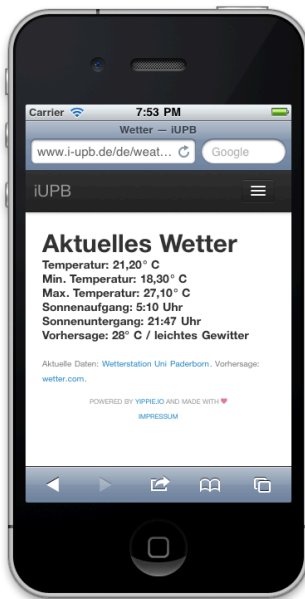 Carrier 7:53 PM
Wetter — iUPB
www.i-upb.de/de/weat... Google
iUPB
Aktuelles Wetter
Temperatur: 21,20° C
Min. Temperatur: 18,30° C
Max. Temperatur: 27,10° C
Sonnenaufgang: 5:10 Uhr
Sonnenuntergang: 21:47 Uhr
Vorhersage: 28° C / leichtes Gewitter
Aktuelle Daten: Wetterstation Uni Paderborn. Vorhersage:
wetter.com.
POWERED BY YIPPIE.IO AND MADE WITH ♥
IMPRESSUM